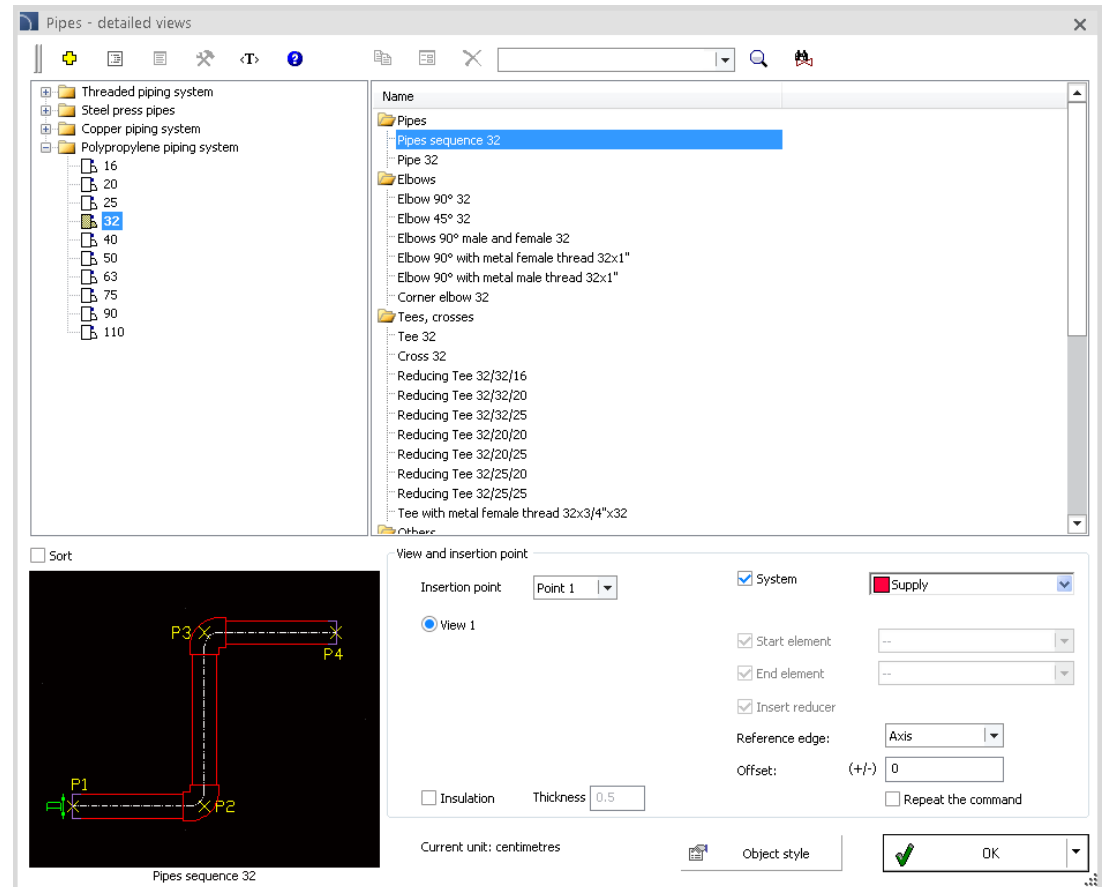 Pipes - detailed views
<T>
Threaded piping system
Steel press pipes
Copper piping system
Polypropylene piping system
16
20
25
32
40
50
63
75
90
110
Name
Pipes
Pipes sequence 32
Pipe 32
Elbows
Elbow 90° 32
Elbow 45° 32
Elbows 90° male and female 32
Elbow 90° with metal female thread 32x1"
Elbow 90° with metal male thread 32x1"
Corner elbow 32
Tees, crosses
Tee 32
Cross 32
Reducing Tee 32/32/16
Reducing Tee 32/32/20
Reducing Tee 32/32/25
Reducing Tee 32/20/20
Reducing Tee 32/20/25
Reducing Tee 32/25/20
Reducing Tee 32/25/25
Tee with metal female thread 32x3/4"x32
Others
Sort
P3
P4
P1
D
P2
Pipes sequence 32
View and insertion point
Insertion point Point 1
View 1
System Supply
Start element --
End element --
Insert reducer
Reference edge: Axis
Offset: (+/-) 0
Insulation Thickness 0.5
Repeat the command
Current unit: centimetres
Object style
OK